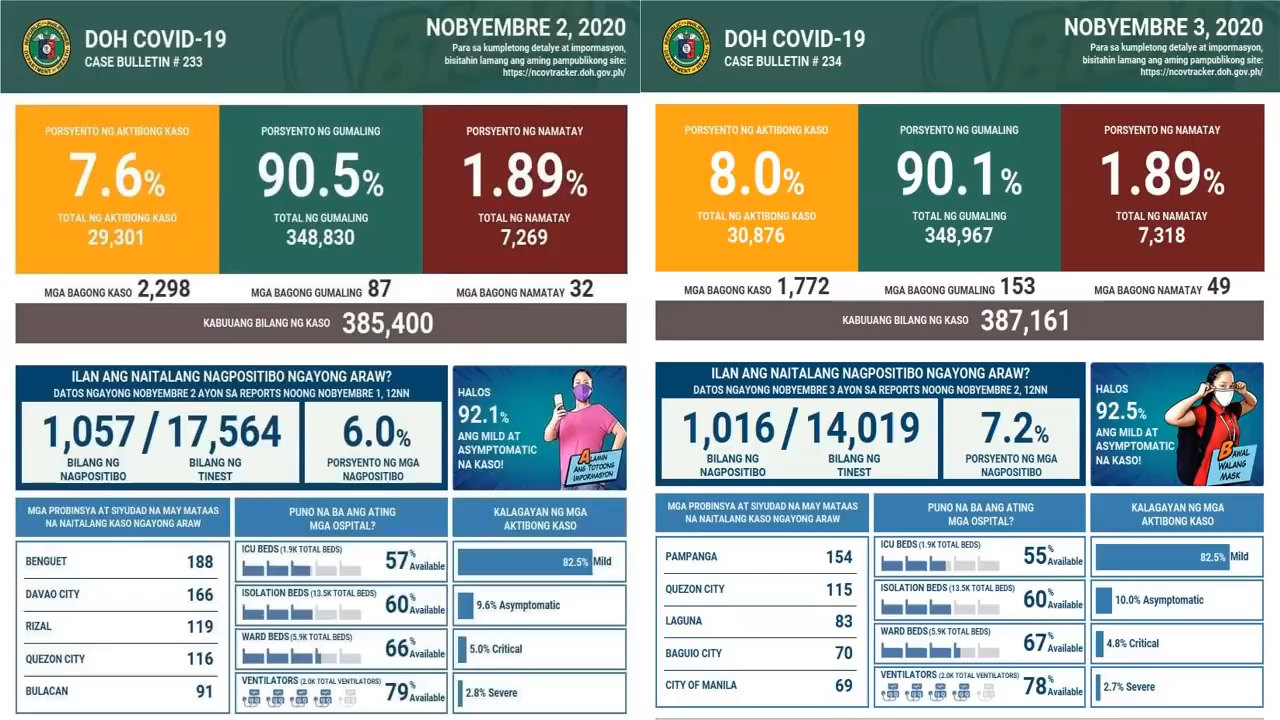 DOH COVID-19
CASE BULLETIN # 233
NOBYEMBRE 2, 2020
Para sa kumpletong detalye at impormasyon,
bisitahin lamang ang aming pampublikong site:
https://ncovtracker.doh.gov.ph/
PORSYENTO NG AKTIBONG KASO
7.6%
TOTAL NG AKTIBONG KASO
29,301
PORSYENTO NG GUMALING
90.5%
TOTAL NG GUMALING
348,830
PORSYENTO NG NAMATAY
1.89%
TOTAL NG NAMATAY
7,269
MGA BAGONG KASO 2,298
MGA BAGONG GUMALING 87
MGA BAGONG NAMATAY 32
KABUUANG BILANG NG KASO 385,400
ILAN ANG NAITALANG NAGPOSITIBO NGAYONG ARAW?
DATOS NGAYONG NOBYEMBRE 2 AYON SA REPORTS NOONG NOBYEMBRE 1, 12NN
1,057 / 17,564
BILANG NG
NAGPOSITIBO
BILANG NG
TINEST
6.0%
PORSYENTO NG MGA
NAGPOSITIBO
HALOS
92.1%
ANG MILD AT
ASYMPTOMATIC
NA KASO!
ALAMIN
ANG TOTOONG
IMPORMASYON
MGA PROBINSYA AT SIYUDAD NA MAY MATAAS
NA NAITALANG KASO NGAYONG ARAW
BENGUET 188
DAVAO CITY 166
RIZAL 119
QUEZON CITY 116
BULACAN 91
PUNO NA BA ANG ATING
MGA OSPITAL?
ICU BEDS (1.9K TOTAL BEDS)
57% Available
ISOLATION BEDS (13.5K TOTAL BEDS)
60% Available
WARD BEDS (5.9K TOTAL BEDS)
66% Available
VENTILATORS (2.0K TOTAL VENTILATORS)
79% Available
KALAGAYAN NG MGA
AKTIBONG KASO
82.5% Mild
9.6% Asymptomatic
5.0% Critical
2.8% Severe
DOH COVID-19
CASE BULLETIN # 234
NOBYEMBRE 3, 2020
Para sa kumpletong detalye at impormasyon,
bisitahin lamang ang aming pampublikong site:
https://ncovtracker.doh.gov.ph/
PORSYENTO NG AKTIBONG KASO
8.0%
TOTAL NG AKTIBONG KASO
30,876
PORSYENTO NG GUMALING
90.1%
TOTAL NG GUMALING
348,967
PORSYENTO NG NAMATAY
1.89%
TOTAL NG NAMATAY
7,318
MGA BAGONG KASO 1,772
MGA BAGONG GUMALING 153
MGA BAGONG NAMATAY 49
KABUUANG BILANG NG KASO 387,161
ILAN ANG NAITALANG NAGPOSITIBO NGAYONG ARAW?
DATOS NGAYONG NOBYEMBRE 3 AYON SA REPORTS NOONG NOBYEMBRE 2, 12NN
1,016 / 14,019
BILANG NG
NAGPOSITIBO
BILANG NG
TINEST
7.2%
PORSYENTO NG MGA
NAGPOSITIBO
HALOS
92.5%
ANG MILD AT
ASYMPTOMATIC
NA KASO!
BAWAL
WALANG
MASK
MGA PROBINSYA AT SIYUDAD NA MAY MATAAS
NA NAITALANG KASO NGAYONG ARAW
PAMPANGA 154
QUEZON CITY 115
LAGUNA 83
BAGUIO CITY 70
CITY OF MANILA 69
PUNO NA BA ANG ATING
MGA OSPITAL?
ICU BEDS (1.9K TOTAL BEDS)
55% Available
ISOLATION BEDS (13.5K TOTAL BEDS)
60% Available
WARD BEDS (5.9K TOTAL BEDS)
67% Available
VENTILATORS (2.0K TOTAL VENTILATORS)
78% Available
KALAGAYAN NG MGA
AKTIBONG KASO
82.5% Mild
10.0% Asymptomatic
4.8% Critical
2.7% Severe